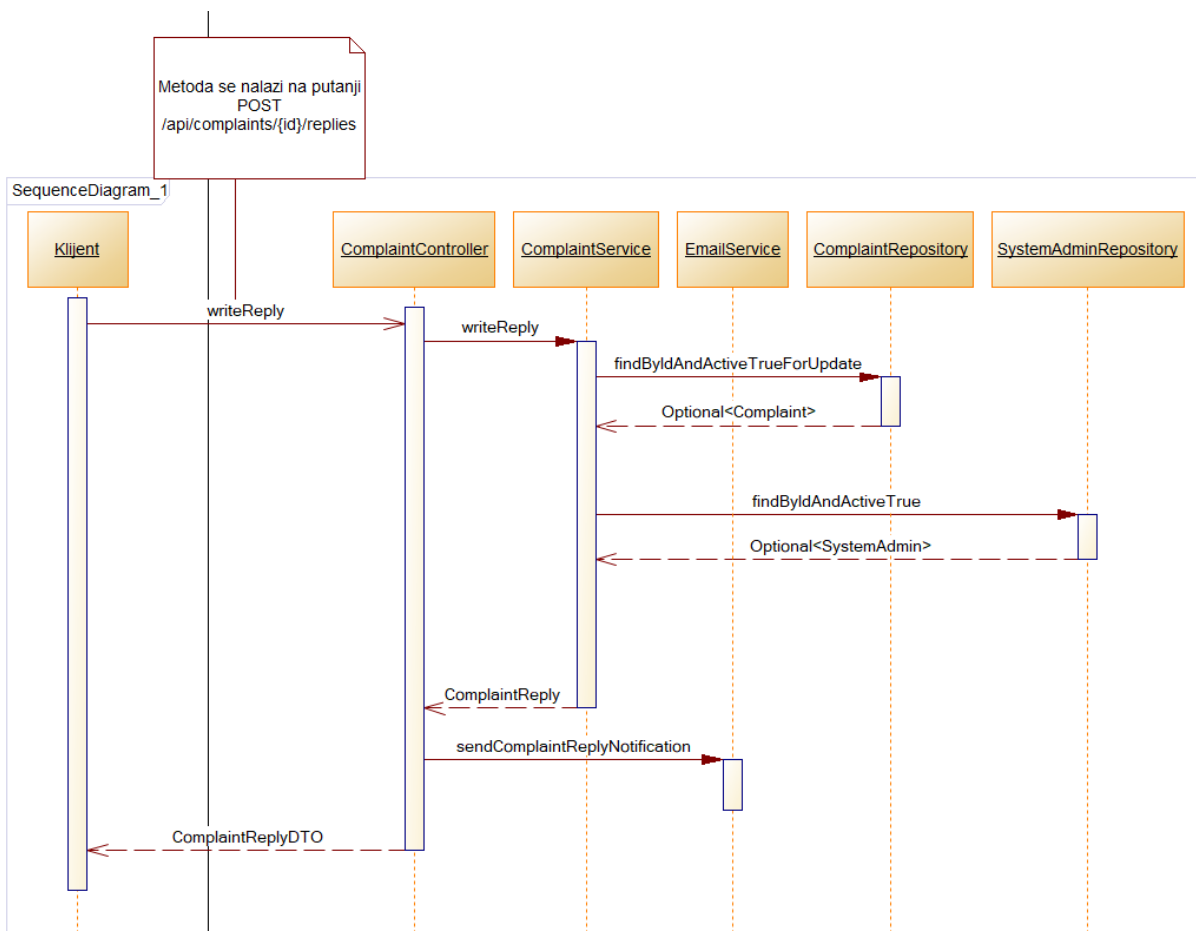 Metoda se nalazi na putanji
POST
/api/complaints/{id}/replies
SequenceDiagram_1
Klijent
ComplaintController
ComplaintService
EmailService
ComplaintRepository
SystemAdminRepository
writeReply
writeReply
findByIdAndActiveTrueForUpdate
Optional<Complaint>
findByIdAndActiveTrue
Optional<SystemAdmin>
ComplaintReply
sendComplaintReplyNotification
ComplaintReplyDTO